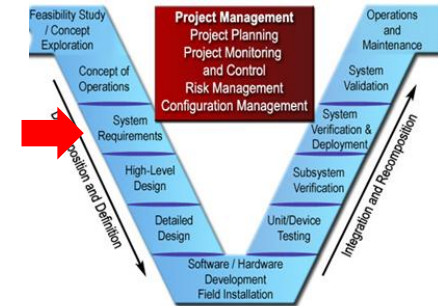 Feasibility Study
/ Concept
Exploration
Concept of
Operations
System
Requirements
High-Level
Design
Detailed
Design
Software / Hardware
Development
Field Installation
Unit/Device
Testing
Subsystem
Verification
System
Verification &
Deployment
System
Validation
Operations
and
Maintenance
Project Management
Project Planning
Project Monitoring
and Control
Risk Management
Configuration Management
position and Definition
Integration and Recomposition